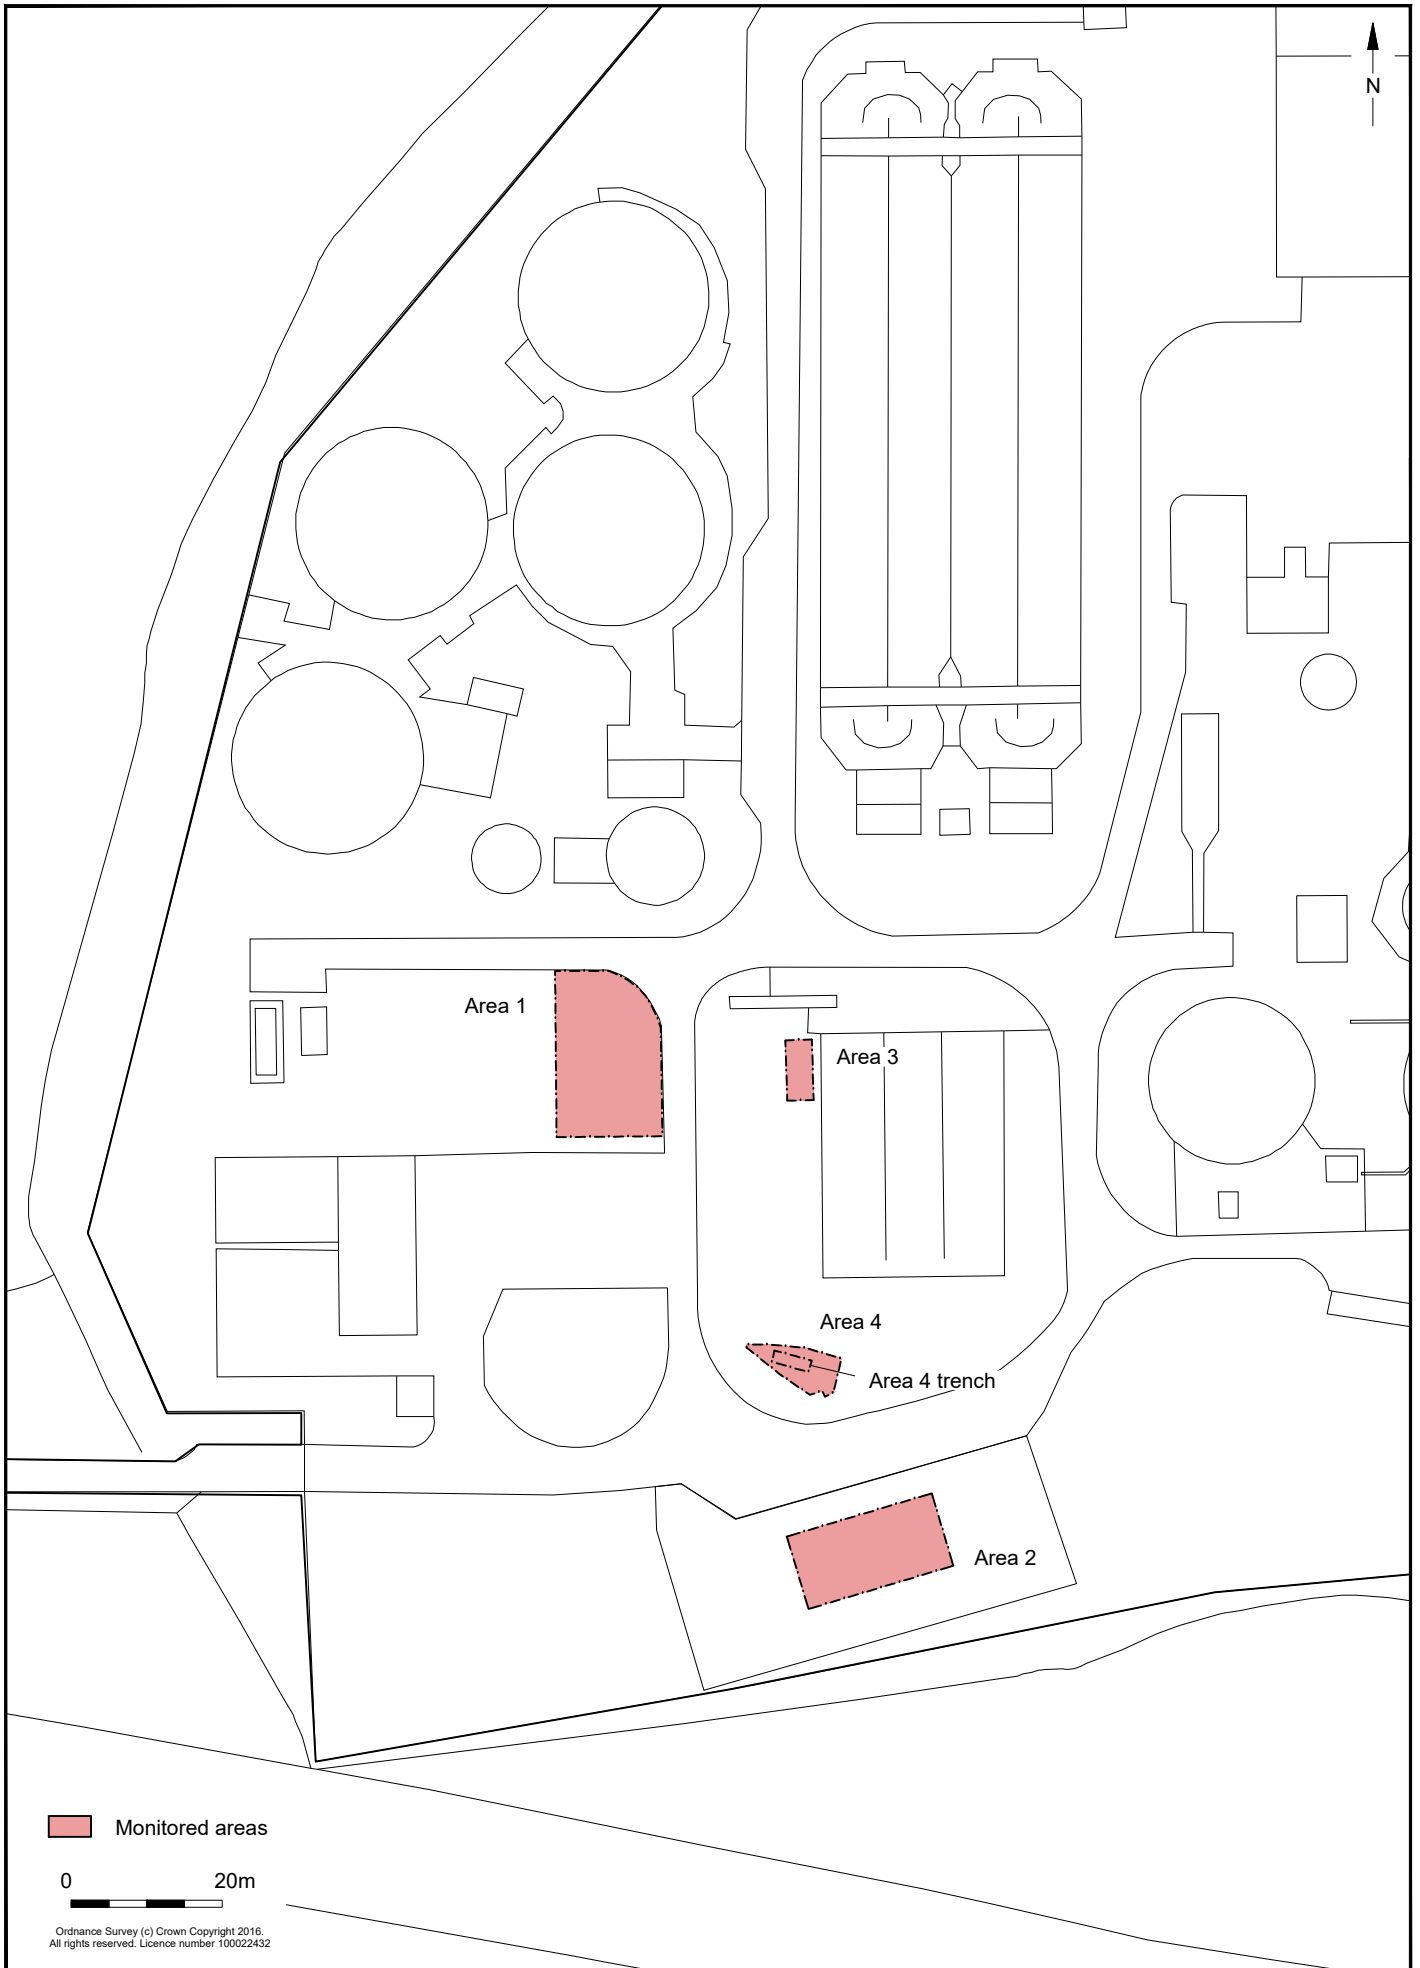 N
Area 1
Area 3
Area 4
Area 4 trench
Area 2
Monitored areas
0 20m
Ordnance Survey (c) Crown Copyright 2016.
All rights reserved. Licence number 100022432